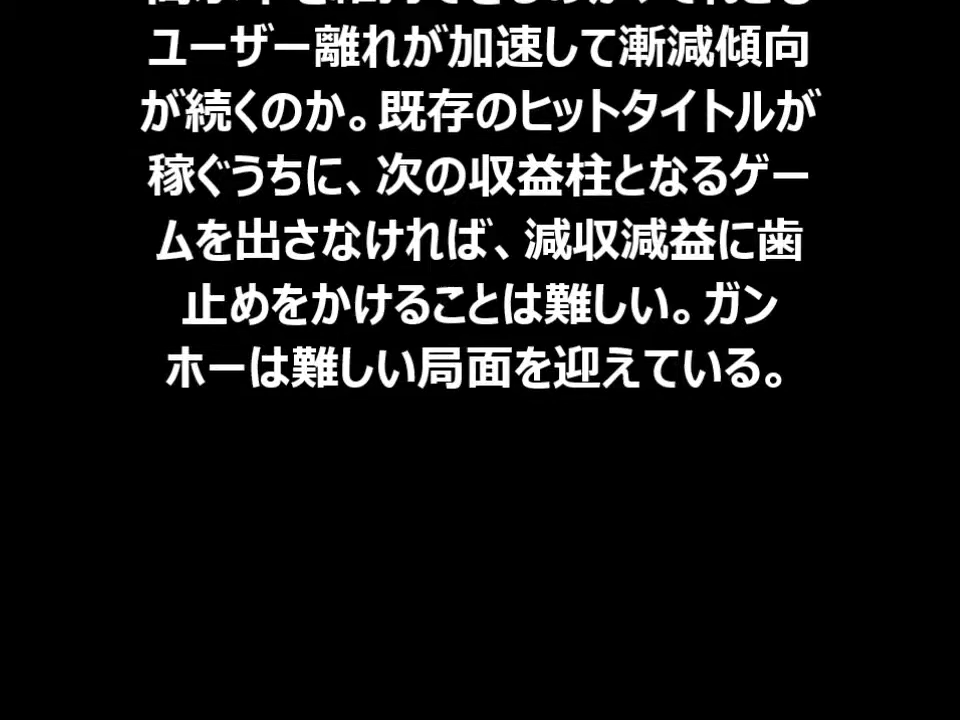 ユーザー離れが加速して漸減傾向
が続くのか。既存のヒットタイトルが
稼ぐうちに、次の収益柱となるゲー
ムを出さなければ、減収減益に歯
止めをかけることは難しい。ガン
ホーは難しい局面を迎えている。